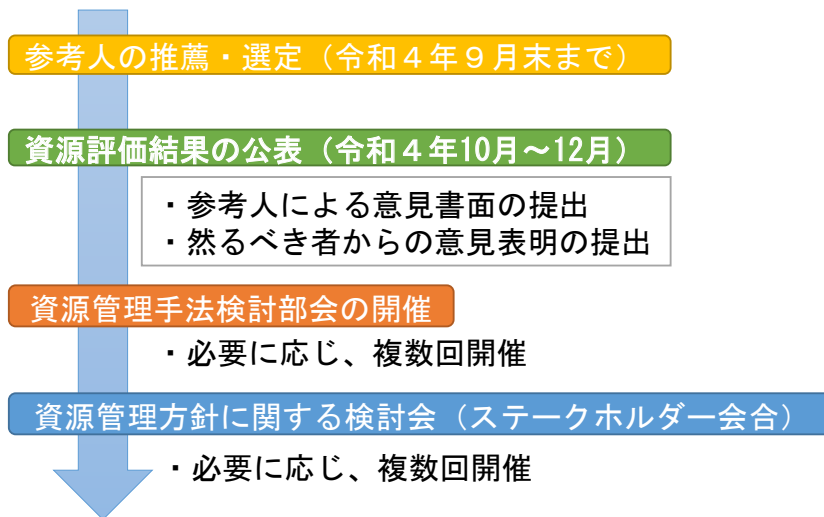 参考人の推薦・選定（令和４年９月末まで）
資源評価結果の公表（令和４年10月～12月）
・参考人による意見書面の提出
・然るべき者からの意見表明の提出
資源管理手法検討部会の開催
・必要に応じ、複数回開催
資源管理方針に関する検討会（ステークホルダー会合）
・必要に応じ、複数回開催